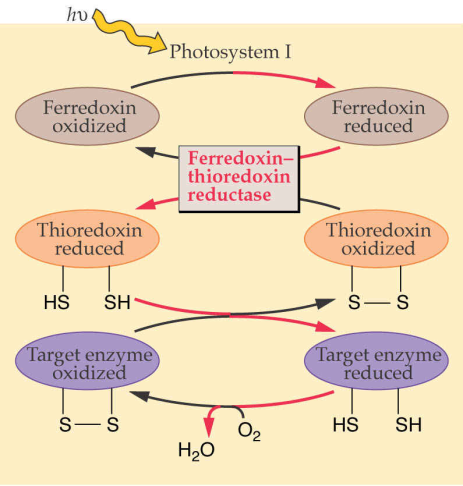 hυ
Photosystem I
Ferredoxin
oxidized
Ferredoxin
reduced
Ferredoxin–
thioredoxin
reductase
Thioredoxin
reduced
Thioredoxin
oxidized
HS SH
S — S
Target enzyme
oxidized
Target enzyme
reduced
S — S
HS SH
O₂
H₂O